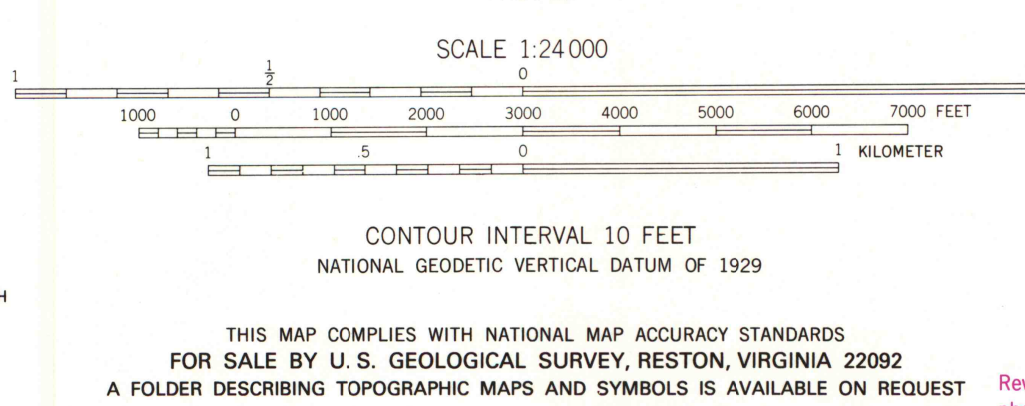 SCALE 1:24 000
1 1/2 0
1000 0 1000 2000 3000 4000 5000 6000 7000 FEET
1 .5 0 1 KILOMETER
CONTOUR INTERVAL 10 FEET
NATIONAL GEODETIC VERTICAL DATUM OF 1929
H
THIS MAP COMPLIES WITH NATIONAL MAP ACCURACY STANDARDS
FOR SALE BY U. S. GEOLOGICAL SURVEY, RESTON, VIRGINIA 22092
A FOLDER DESCRIBING TOPOGRAPHIC MAPS AND SYMBOLS IS AVAILABLE ON REQUEST